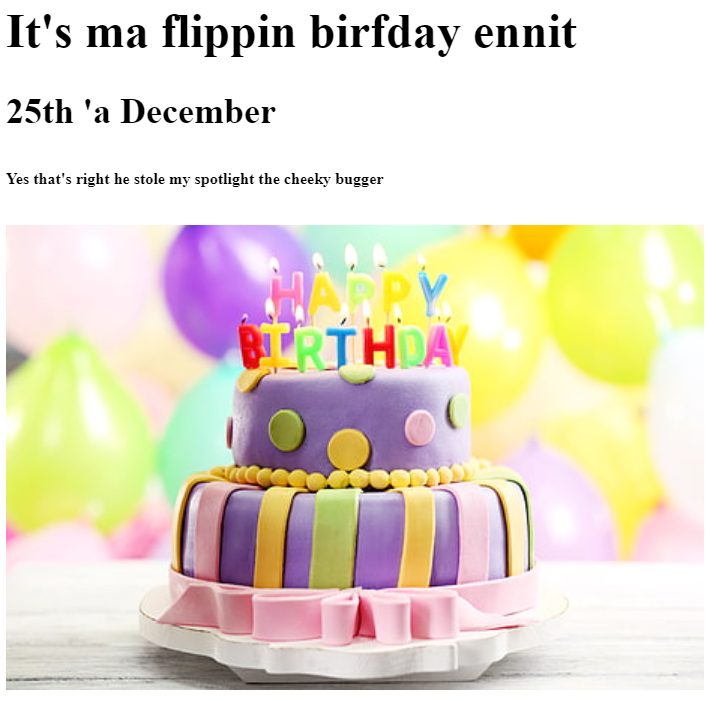 It's ma flippin birfday ennit
25th 'a December
Yes that's right he stole my spotlight the cheeky bugger
HAPPY
BIRTHDAY